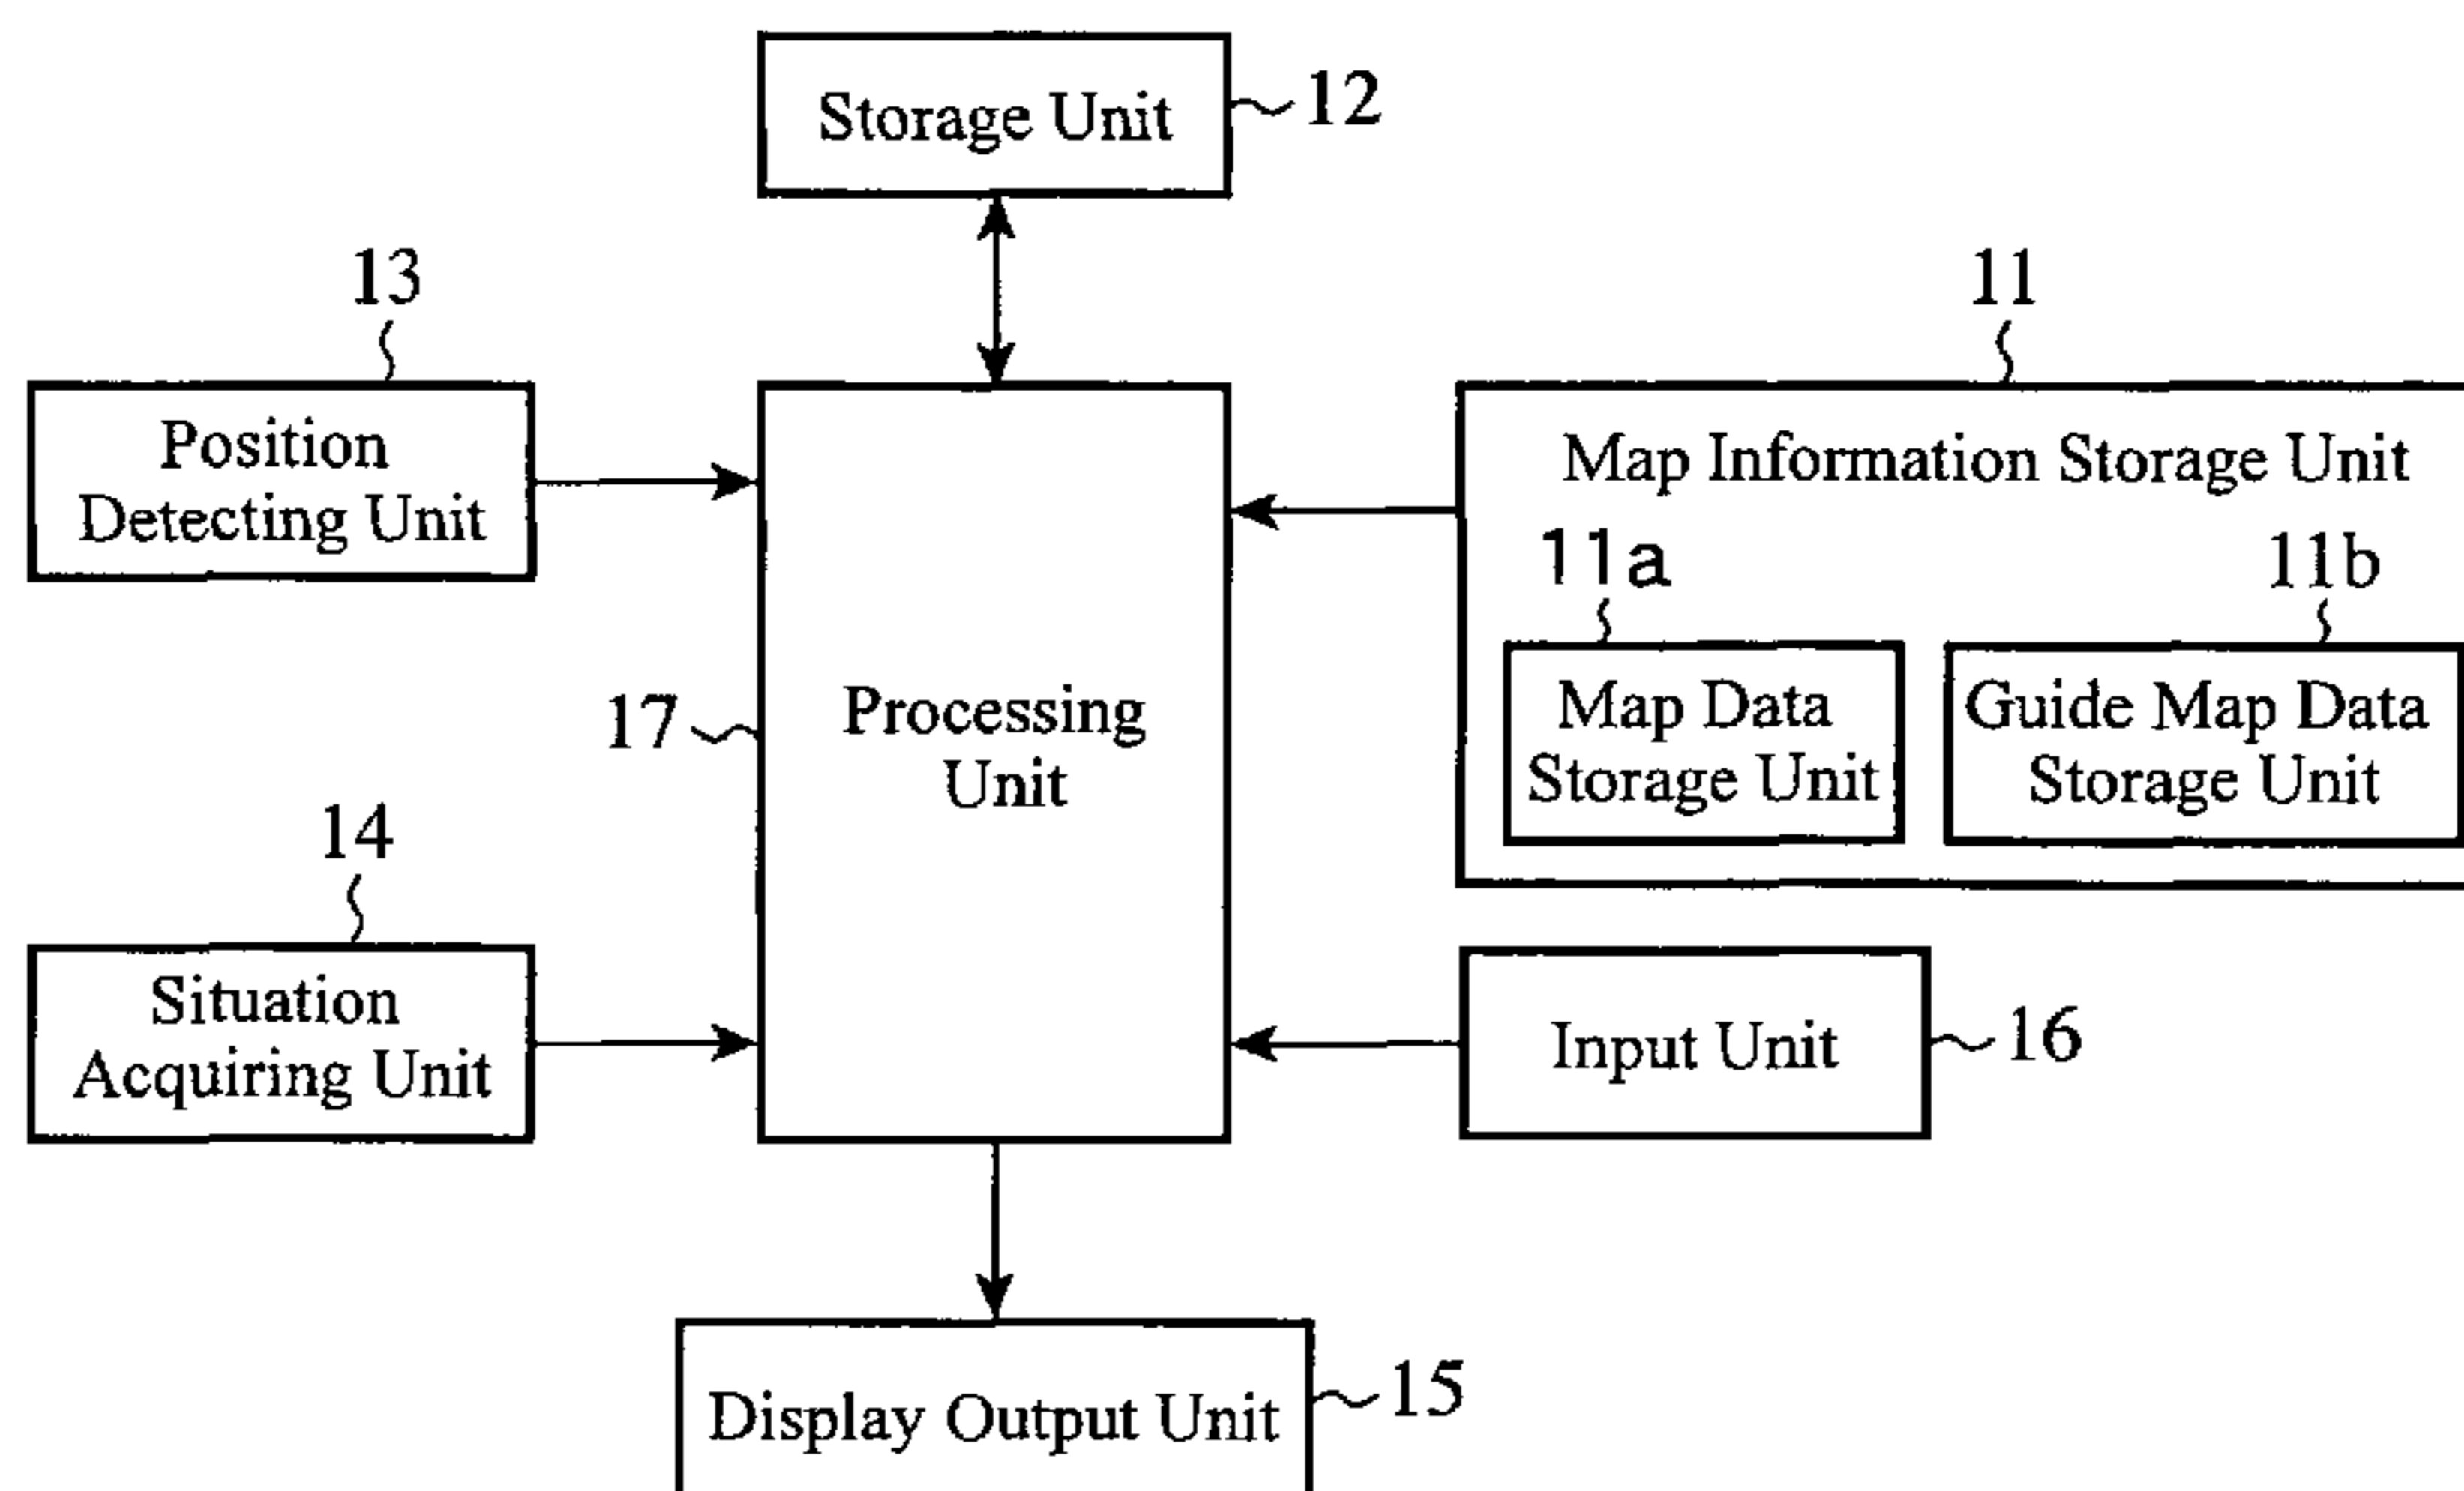 Storage Unit
12
13
11
Position
Detecting Unit
Map Information Storage Unit
11a
11b
Map Data
Storage Unit
Guide Map Data
Storage Unit
17
Processing
Unit
14
Situation
Acquiring Unit
Input Unit
16
Display Output Unit
15